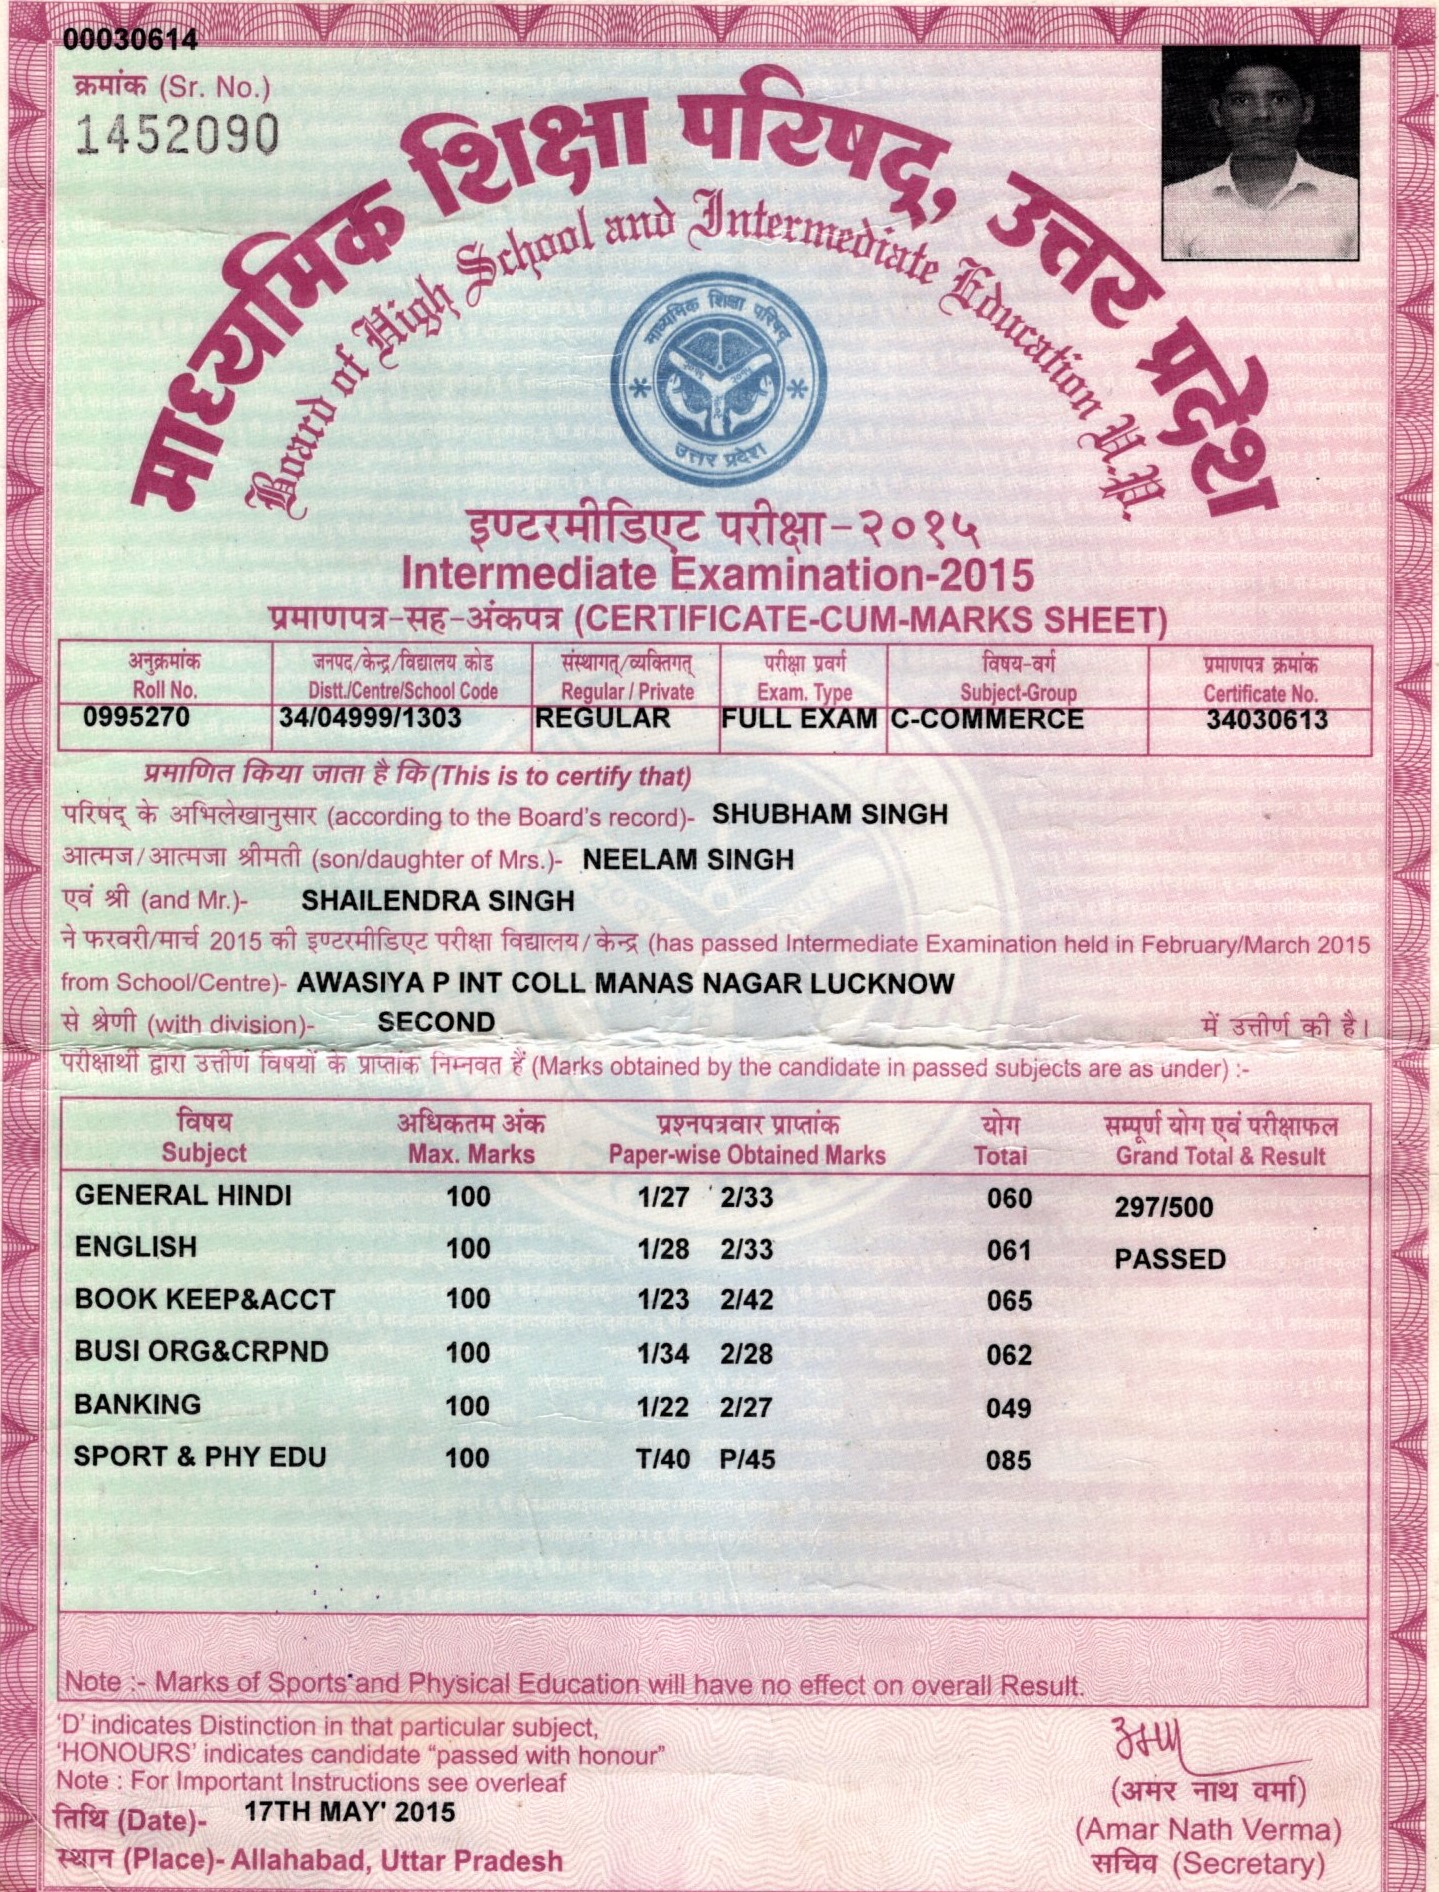 00030614
क्रमांक (Sr. No.)
1452090
माध्यमिक शिक्षा परिषद्, उत्तर प्रदेश
Board of High School and Intermediate Education U.P.
माध्यमिक शिक्षा परिषद्
उत्तर प्रदेश
इण्टरमीडिएट परीक्षा-२०१५
Intermediate Examination-2015
प्रमाणपत्र-सह-अंकपत्र (CERTIFICATE-CUM-MARKS SHEET)
अनुक्रमांक जनपद/केन्द्र/विद्यालय कोड संस्थागत्/व्यक्तिगत् परीक्षा प्रवर्ग विषय-वर्ग प्रमाणपत्र क्रमांक
Roll No. Distt./Centre/School Code Regular / Private Exam. Type Subject-Group Certificate No.
0995270 34/04999/1303 REGULAR FULL EXAM C-COMMERCE 34030613
प्रमाणित किया जाता है कि (This is to certify that)
परिषद् के अभिलेखानुसार (according to the Board's record)- SHUBHAM SINGH
आत्मज/आत्मजा श्रीमती (son/daughter of Mrs.)- NEELAM SINGH
एवं श्री (and Mr.)- SHAILENDRA SINGH
ने फरवरी/मार्च 2015 की इण्टरमीडिएट परीक्षा विद्यालय/केन्द्र (has passed Intermediate Examination held in February/March 2015
from School/Centre)- AWASIYA P INT COLL MANAS NAGAR LUCKNOW
से श्रेणी (with division)- SECOND में उत्तीर्ण की है।
परीक्षार्थी द्वारा उत्तीर्ण विषयों के प्राप्तांक निम्नवत हैं (Marks obtained by the candidate in passed subjects are as under) :-
विषय अधिकतम अंक प्रश्नपत्रवार प्राप्तांक योग सम्पूर्ण योग एवं परीक्षाफल
Subject Max. Marks Paper-wise Obtained Marks Total Grand Total & Result
GENERAL HINDI 100 1/27 2/33 060 297/500
ENGLISH 100 1/28 2/33 061 PASSED
BOOK KEEP&ACCT 100 1/23 2/42 065
BUSI ORG&CRPND 100 1/34 2/28 062
BANKING 100 1/22 2/27 049
SPORT & PHY EDU 100 T/40 P/45 085
Note :- Marks of Sports and Physical Education will have no effect on overall Result.
'D' indicates Distinction in that particular subject,
'HONOURS' indicates candidate "passed with honour"
Note : For Important Instructions see overleaf
तिथि (Date)- 17TH MAY' 2015
स्थान (Place)- Allahabad, Uttar Pradesh
(अमर नाथ वर्मा)
(Amar Nath Verma)
सचिव (Secretary)